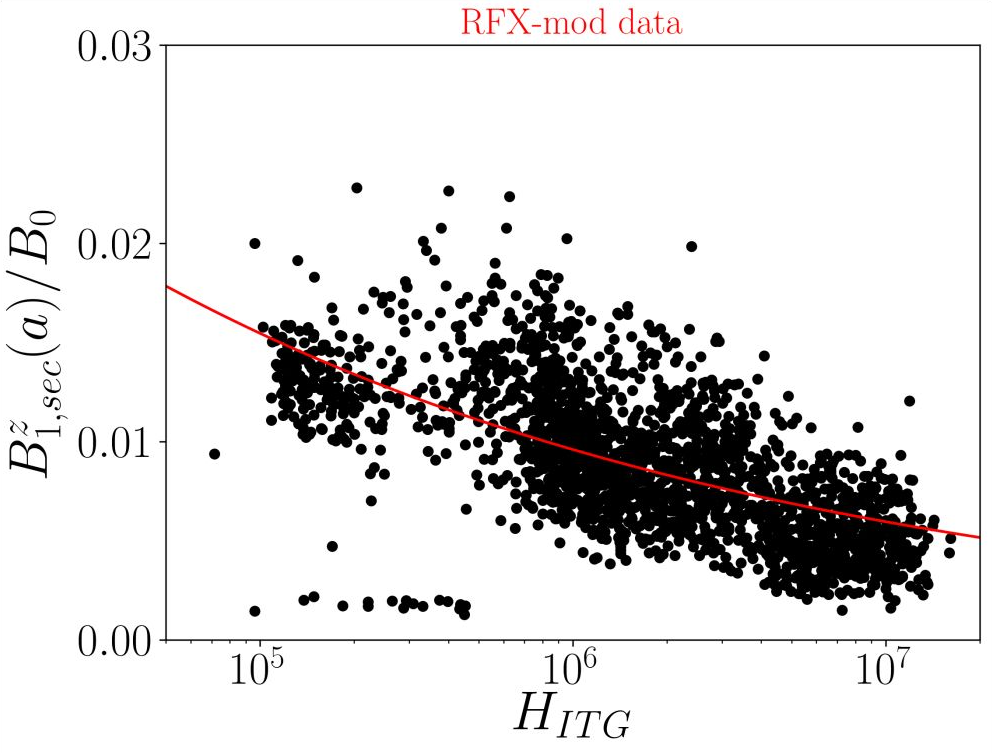 RFX-mod data
0.03
0.02
0.01
0.00
B^z_{1,sec}(a)/B_0
10^5 10^6 10^7
H_{ITG}